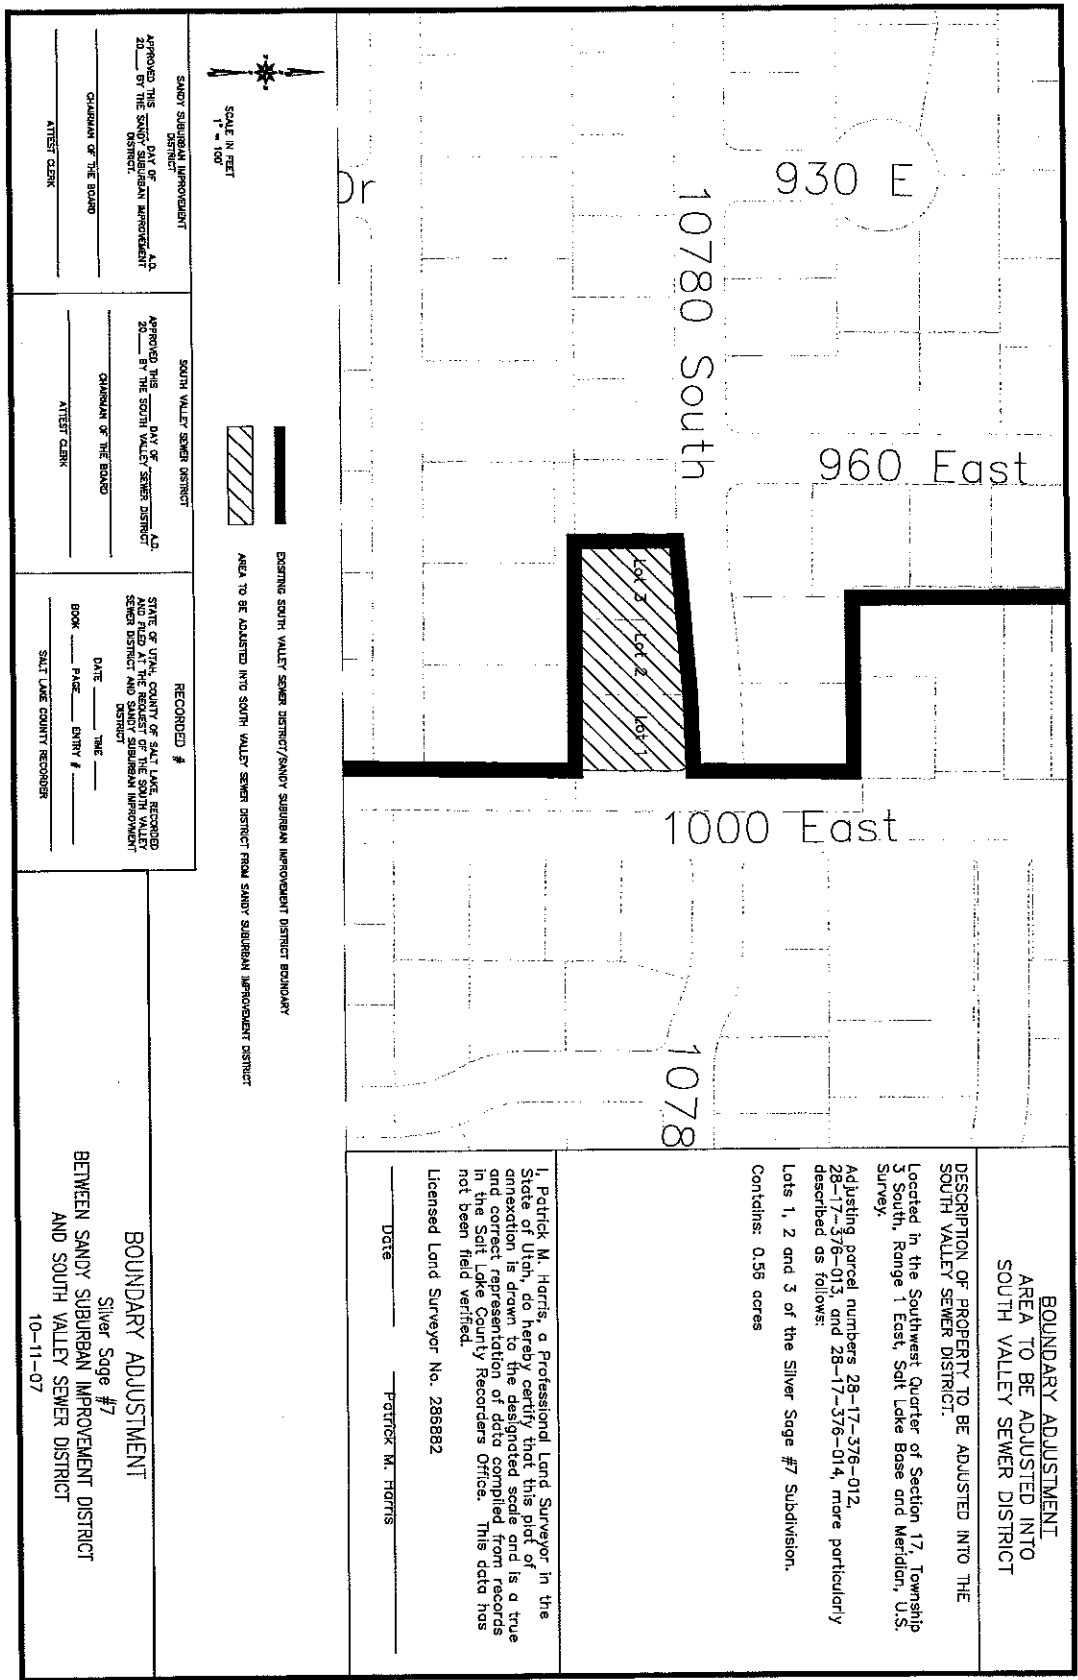 BOUNDARY ADJUSTMENT
AREA TO BE ADJUSTED INTO
SOUTH VALLEY SEWER DISTRICT
DESCRIPTION OF PROPERTY TO BE ADJUSTED INTO THE
SOUTH VALLEY SEWER DISTRICT.
Located in the Southwest Quarter of Section 17, Township
3 South, Range 1 East, Salt Lake Base and Meridian, U.S.
Survey.
Adjusting parcel numbers 28-17-376-012,
28-17-376-013, and 28-17-376-014, more particularly
described as follows:
Lots 1, 2 and 3 of the Silver Sage #7 Subdivision.
Contains: 0.56 acres
I, Patrick M. Harris, a Professional Land Surveyor in the
State of Utah, do hereby certify that this plat of
annexation is drawn to the designated scale and is a true
and correct representation of data compiled from records
in the Salt Lake County Recorders Office. This data has
not been field verified.
Licensed Land Surveyor No. 286882
Date
Patrick M. Harris
930 E
960 East
10780 South
Lot 3 Lot 2 Lot 1
1000 East
1078
Dr
SCALE IN FEET
1" = 100'
EXISTING SOUTH VALLEY SEWER DISTRICT/SANDY SUBURBAN IMPROVEMENT DISTRICT BOUNDARY
AREA TO BE ADJUSTED INTO SOUTH VALLEY SEWER DISTRICT FROM SANDY SUBURBAN IMPROVEMENT DISTRICT
SANDY SUBURBAN IMPROVEMENT
DISTRICT
APPROVED THIS ____ DAY OF ________ A.D.
20___ BY THE SANDY SUBURBAN IMPROVEMENT
DISTRICT.
CHAIRMAN OF THE BOARD
ATTEST CLERK
SOUTH VALLEY SEWER DISTRICT
APPROVED THIS ____ DAY OF ________ A.D.
20___ BY THE SOUTH VALLEY SEWER DISTRICT
CHAIRMAN OF THE BOARD
ATTEST CLERK
RECORDED #
STATE OF UTAH, COUNTY OF SALT LAKE, RECORDED
AND FILED AT THE REQUEST OF THE SOUTH VALLEY
SEWER DISTRICT AND SANDY SUBURBAN IMPROVMENT
DISTRICT
DATE ____ TIME ____
BOOK ____ PAGE ____ ENTRY # ____
SALT LAKE COUNTY RECORDER
BOUNDARY ADJUSTMENT
Silver Sage #7
BETWEEN SANDY SUBURBAN IMPROVEMENT DISTRICT
AND SOUTH VALLEY SEWER DISTRICT
10-11-07